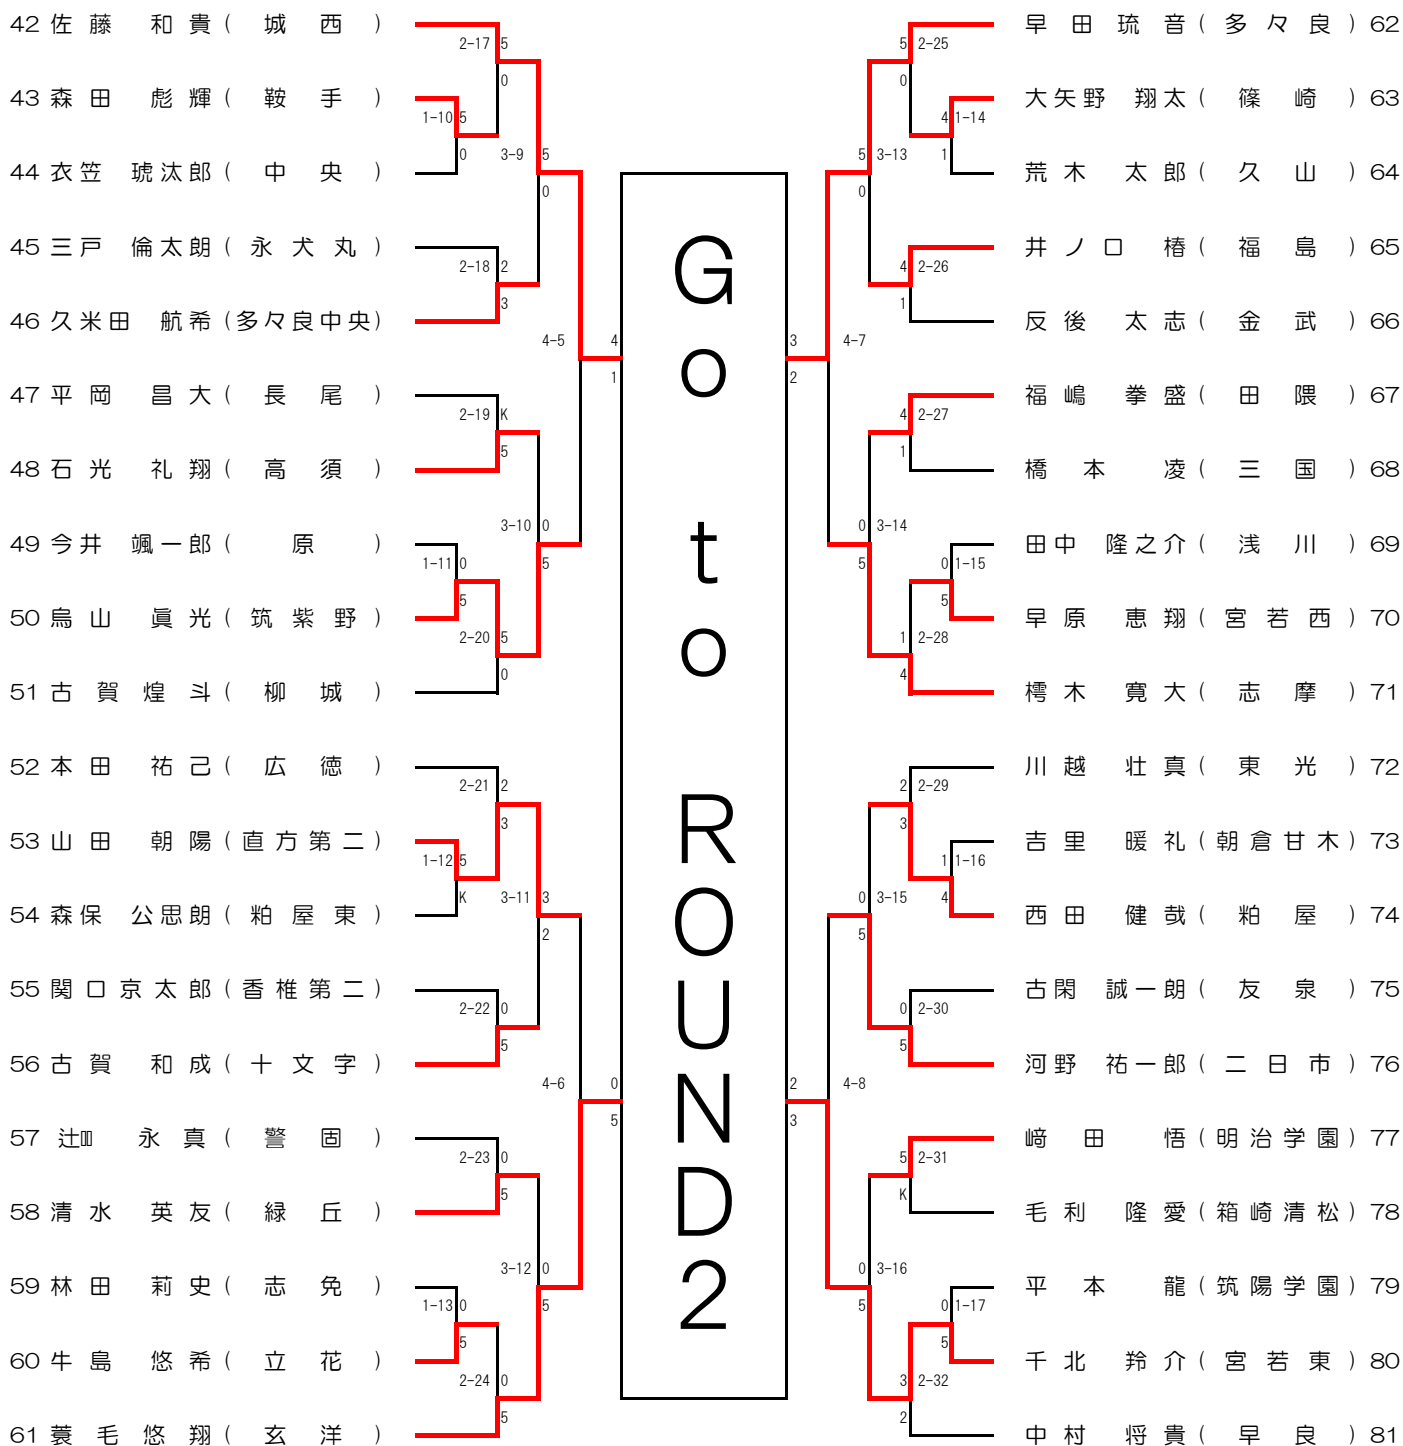 42 佐藤 和貴 ( 城西 )
2-17 5
0
43 森田 彪輝 ( 鞍手 )
1-10 5
0
44 衣笠 琥汰郎 ( 中央 )
3-9 5
0
45 三戸 倫太朗 ( 永犬丸 )
2-18 2
3
46 久米田 航希 (多々良中央)
4-5 4
1
47 平岡 昌大 ( 長尾 )
2-19 K
5
48 石光 礼翔 ( 高須 )
3-10 0
5
49 今井 颯一郎 ( 原 )
1-11 0
5
50 烏山 眞光 ( 筑紫野 )
2-20 5
0
51 古賀 煌斗 ( 柳城 )
52 本田 祐己 ( 広徳 )
2-21 2
3
53 山田 朝陽 ( 直方第二 )
1-12 5
K
54 森保 公思朗 ( 粕屋東 )
3-11 3
2
55 関口 京太郎 ( 香椎第二 )
2-22 0
5
56 古賀 和成 ( 十文字 )
4-6 0
5
57 辻 永真 ( 警固 )
2-23 0
5
58 清水 英友 ( 緑丘 )
3-12 0
5
59 林田 莉史 ( 志免 )
1-13 0
5
60 牛島 悠希 ( 立花 )
2-24 0
5
61 蓑毛 悠翔 ( 玄洋 )
Go to ROUND2
早田 琉音 ( 多々良 ) 62
5 2-25
0
大矢野 翔太 ( 篠崎 ) 63
4 1-14
1
荒木 太郎 ( 久山 ) 64
5 3-13
0
井ノ口 椿 ( 福島 ) 65
4 2-26
1
反後 太志 ( 金武 ) 66
3 4-7
2
福嶋 拳盛 ( 田隈 ) 67
4 2-27
1
橋本 凌 ( 三国 ) 68
0 3-14
5
田中 隆之介 ( 浅川 ) 69
0 1-15
5
早原 恵翔 ( 宮若西 ) 70
1 2-28
4
樗木 寛大 ( 志摩 ) 71
川越 壮真 ( 東光 ) 72
2 2-29
3
吉里 暖礼 ( 朝倉甘木 ) 73
1 1-16
4
西田 健哉 ( 粕屋 ) 74
0 3-15
5
古閑 誠一朗 ( 友泉 ) 75
0 2-30
5
河野 祐一郎 ( 二日市 ) 76
2 4-8
3
﨑田 悟 ( 明治学園 ) 77
5 2-31
K
毛利 隆愛 ( 箱崎清松 ) 78
0 3-16
5
平本 龍 ( 筑陽学園 ) 79
0 1-17
5
千北 羚介 ( 宮若東 ) 80
3 2-32
2
中村 将貴 ( 早良 ) 81